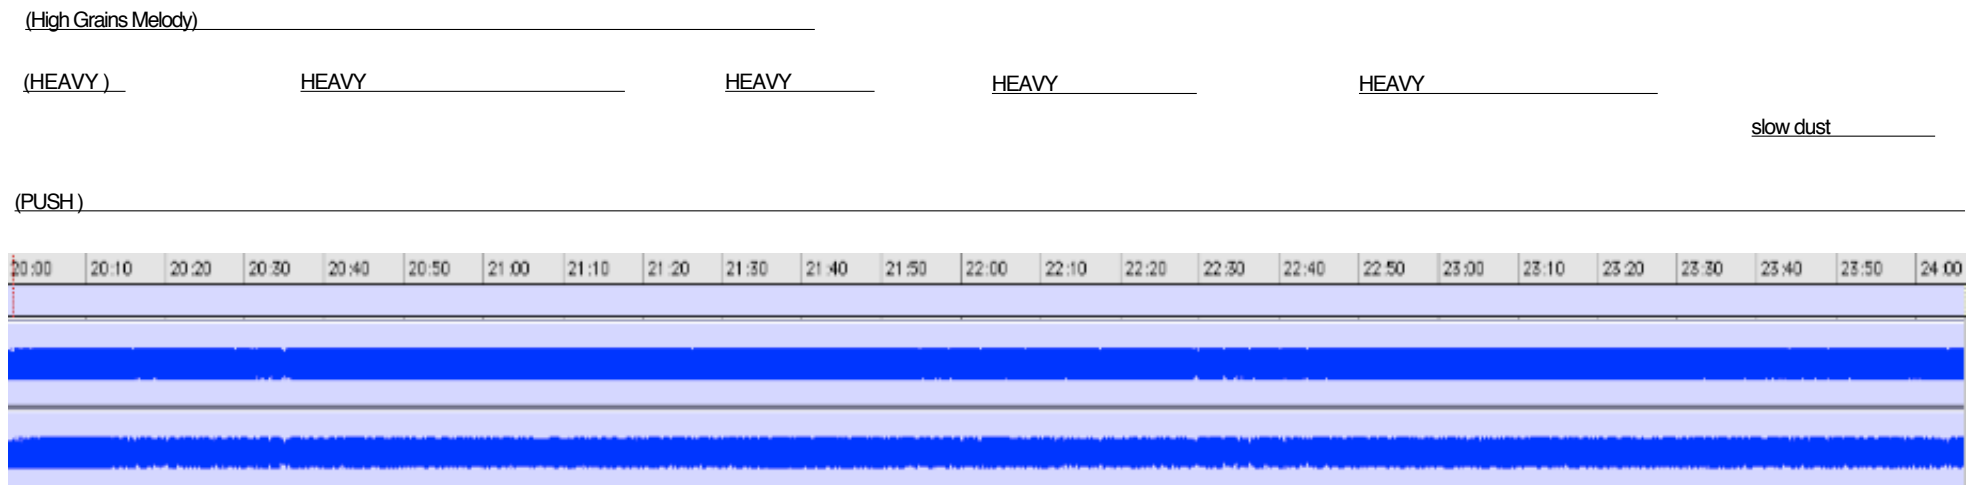 (High Grains Melody)
(HEAVY ) HEAVY HEAVY HEAVY HEAVY
slow dust
(PUSH )
20:00 20:10 20:20 20:30 20:40 20:50 21:00 21:10 21:20 21:30 21:40 21:50 22:00 22:10 22:20 22:30 22:40 22:50 23:00 23:10 23:20 23:30 23:40 23:50 24:00